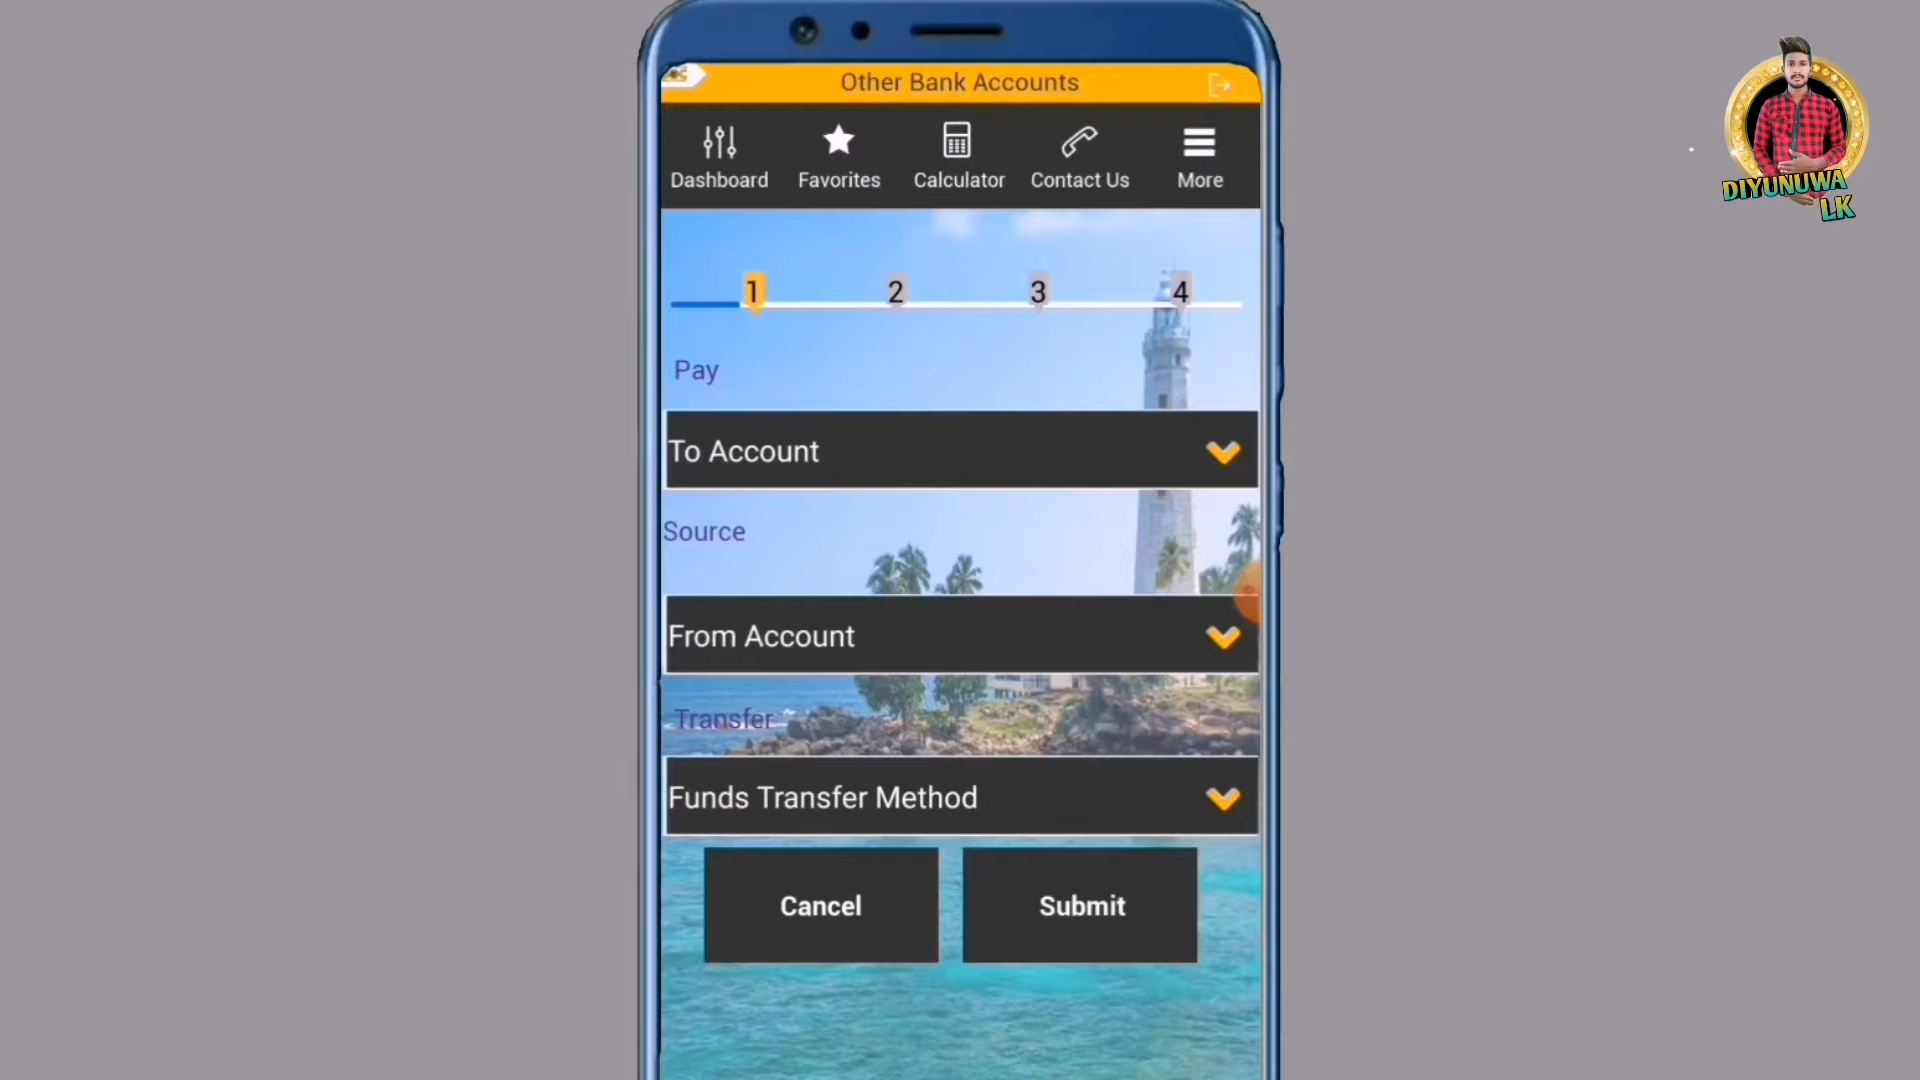 Other Bank Accounts
Dashboard
Favorites
Calculator
Contact Us
More
1
2
3
4
Pay
To Account
Source
From Account
Transfer
Funds Transfer Method
Cancel
Submit
DIYUNUWA
LK